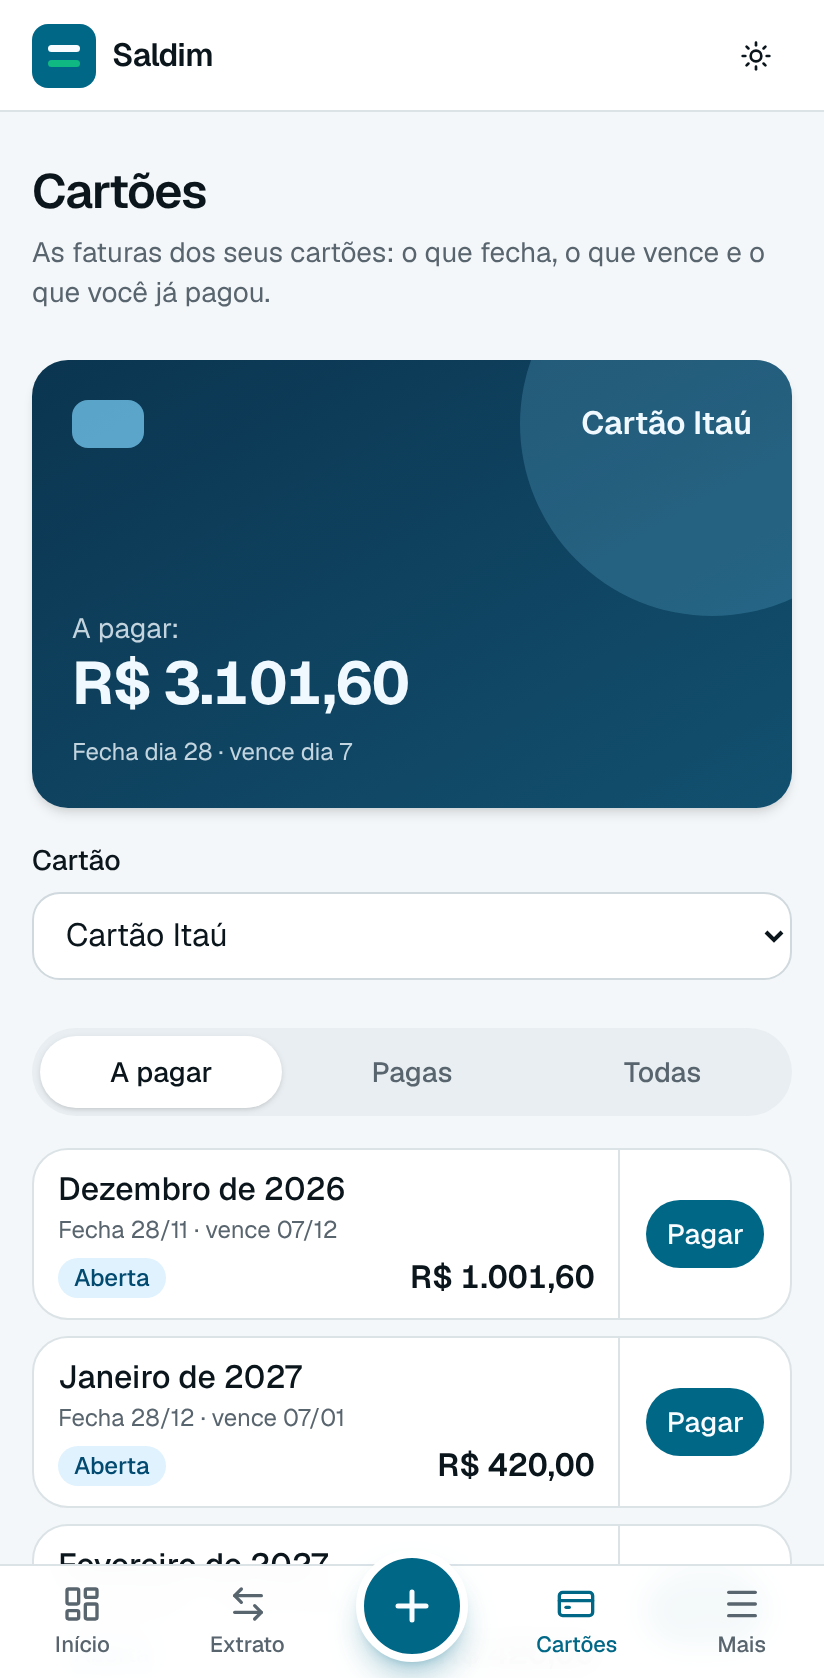 Saldim
Cartões
As faturas dos seus cartões: o que fecha, o que vence e o
que você já pagou.
Cartão Itaú
A pagar:
R$ 3.101,60
Fecha dia 28 · vence dia 7
Cartão
Cartão Itaú
A pagar
Pagas
Todas
Dezembro de 2026
Fecha 28/11 · vence 07/12
Aberta
R$ 1.001,60
Pagar
Janeiro de 2027
Fecha 28/12 · vence 07/01
Aberta
R$ 420,00
Pagar
Fevereiro de 2027
Início
Extrato
Cartões
Mais